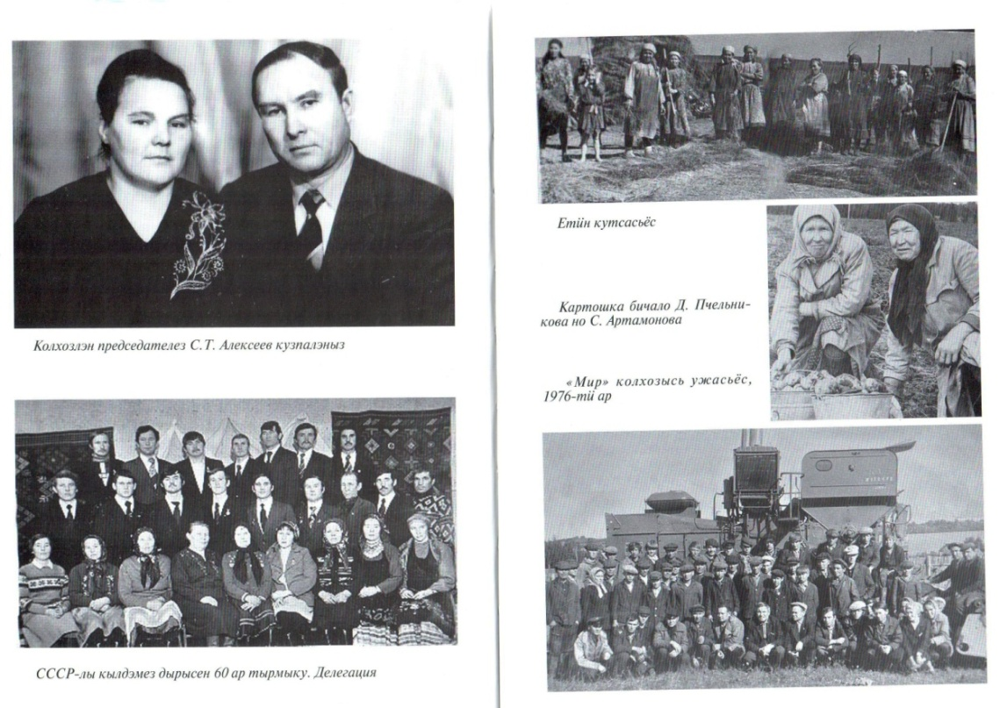 Колхозлэн председателез С.Т. Алексеев кузпалэныз
СССР-лы кылдэмез дырысен 60 ар тырмыку. Делегация
Етӥн кутсасьёс
Картошка бичало Д. Пчельни-
кова но С. Артамонова
«Мир» колхозысь ужасьёс,
1976-тӥ ар